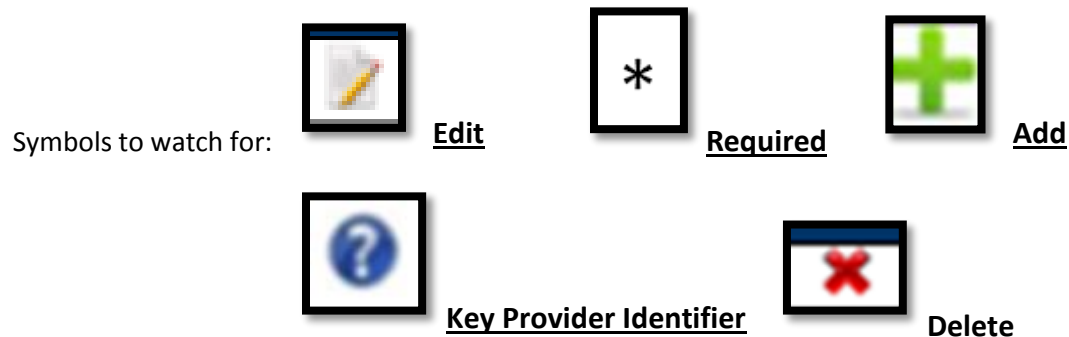 Symbols to watch for: Edit * Required Add
? Key Provider Identifier Delete